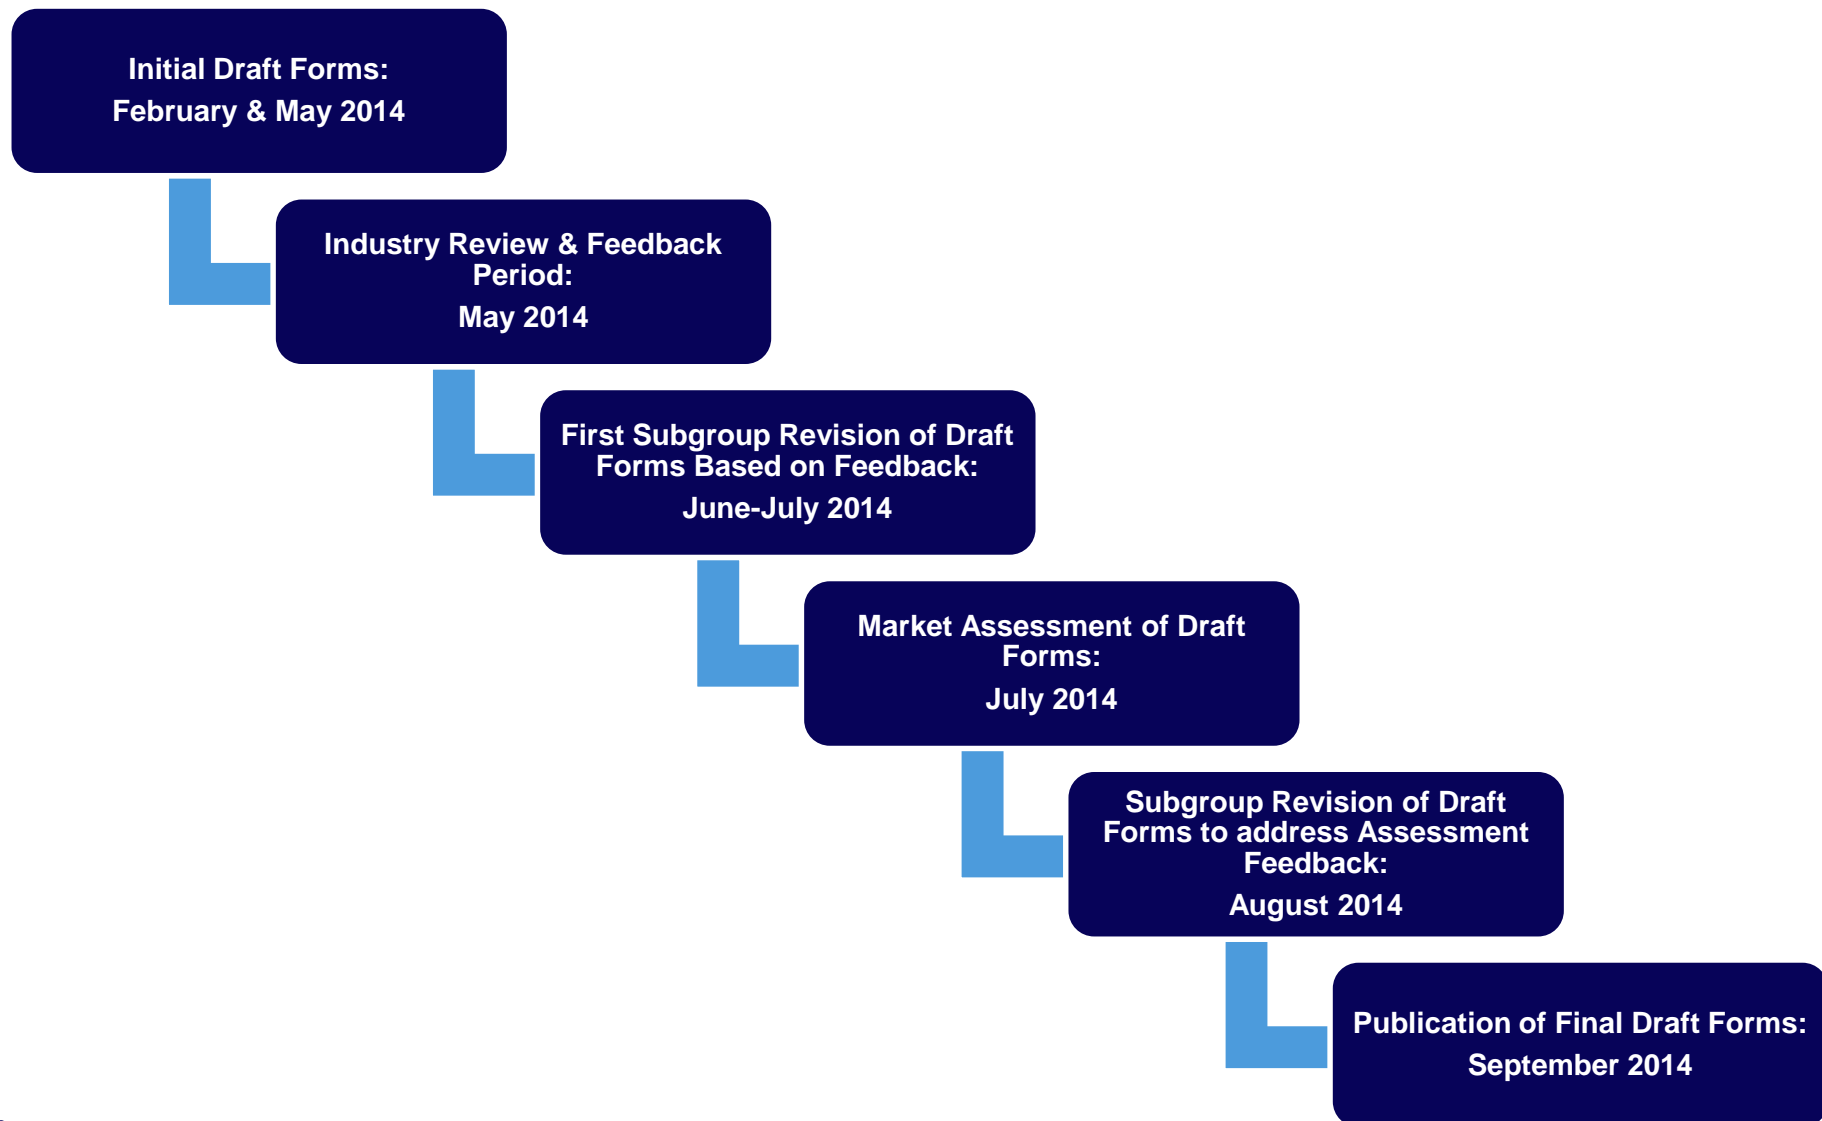 Initial Draft Forms:
February & May 2014
Industry Review & Feedback
Period:
May 2014
First Subgroup Revision of Draft
Forms Based on Feedback:
June-July 2014
Market Assessment of Draft
Forms:
July 2014
Subgroup Revision of Draft
Forms to address Assessment
Feedback:
August 2014
Publication of Final Draft Forms:
September 2014